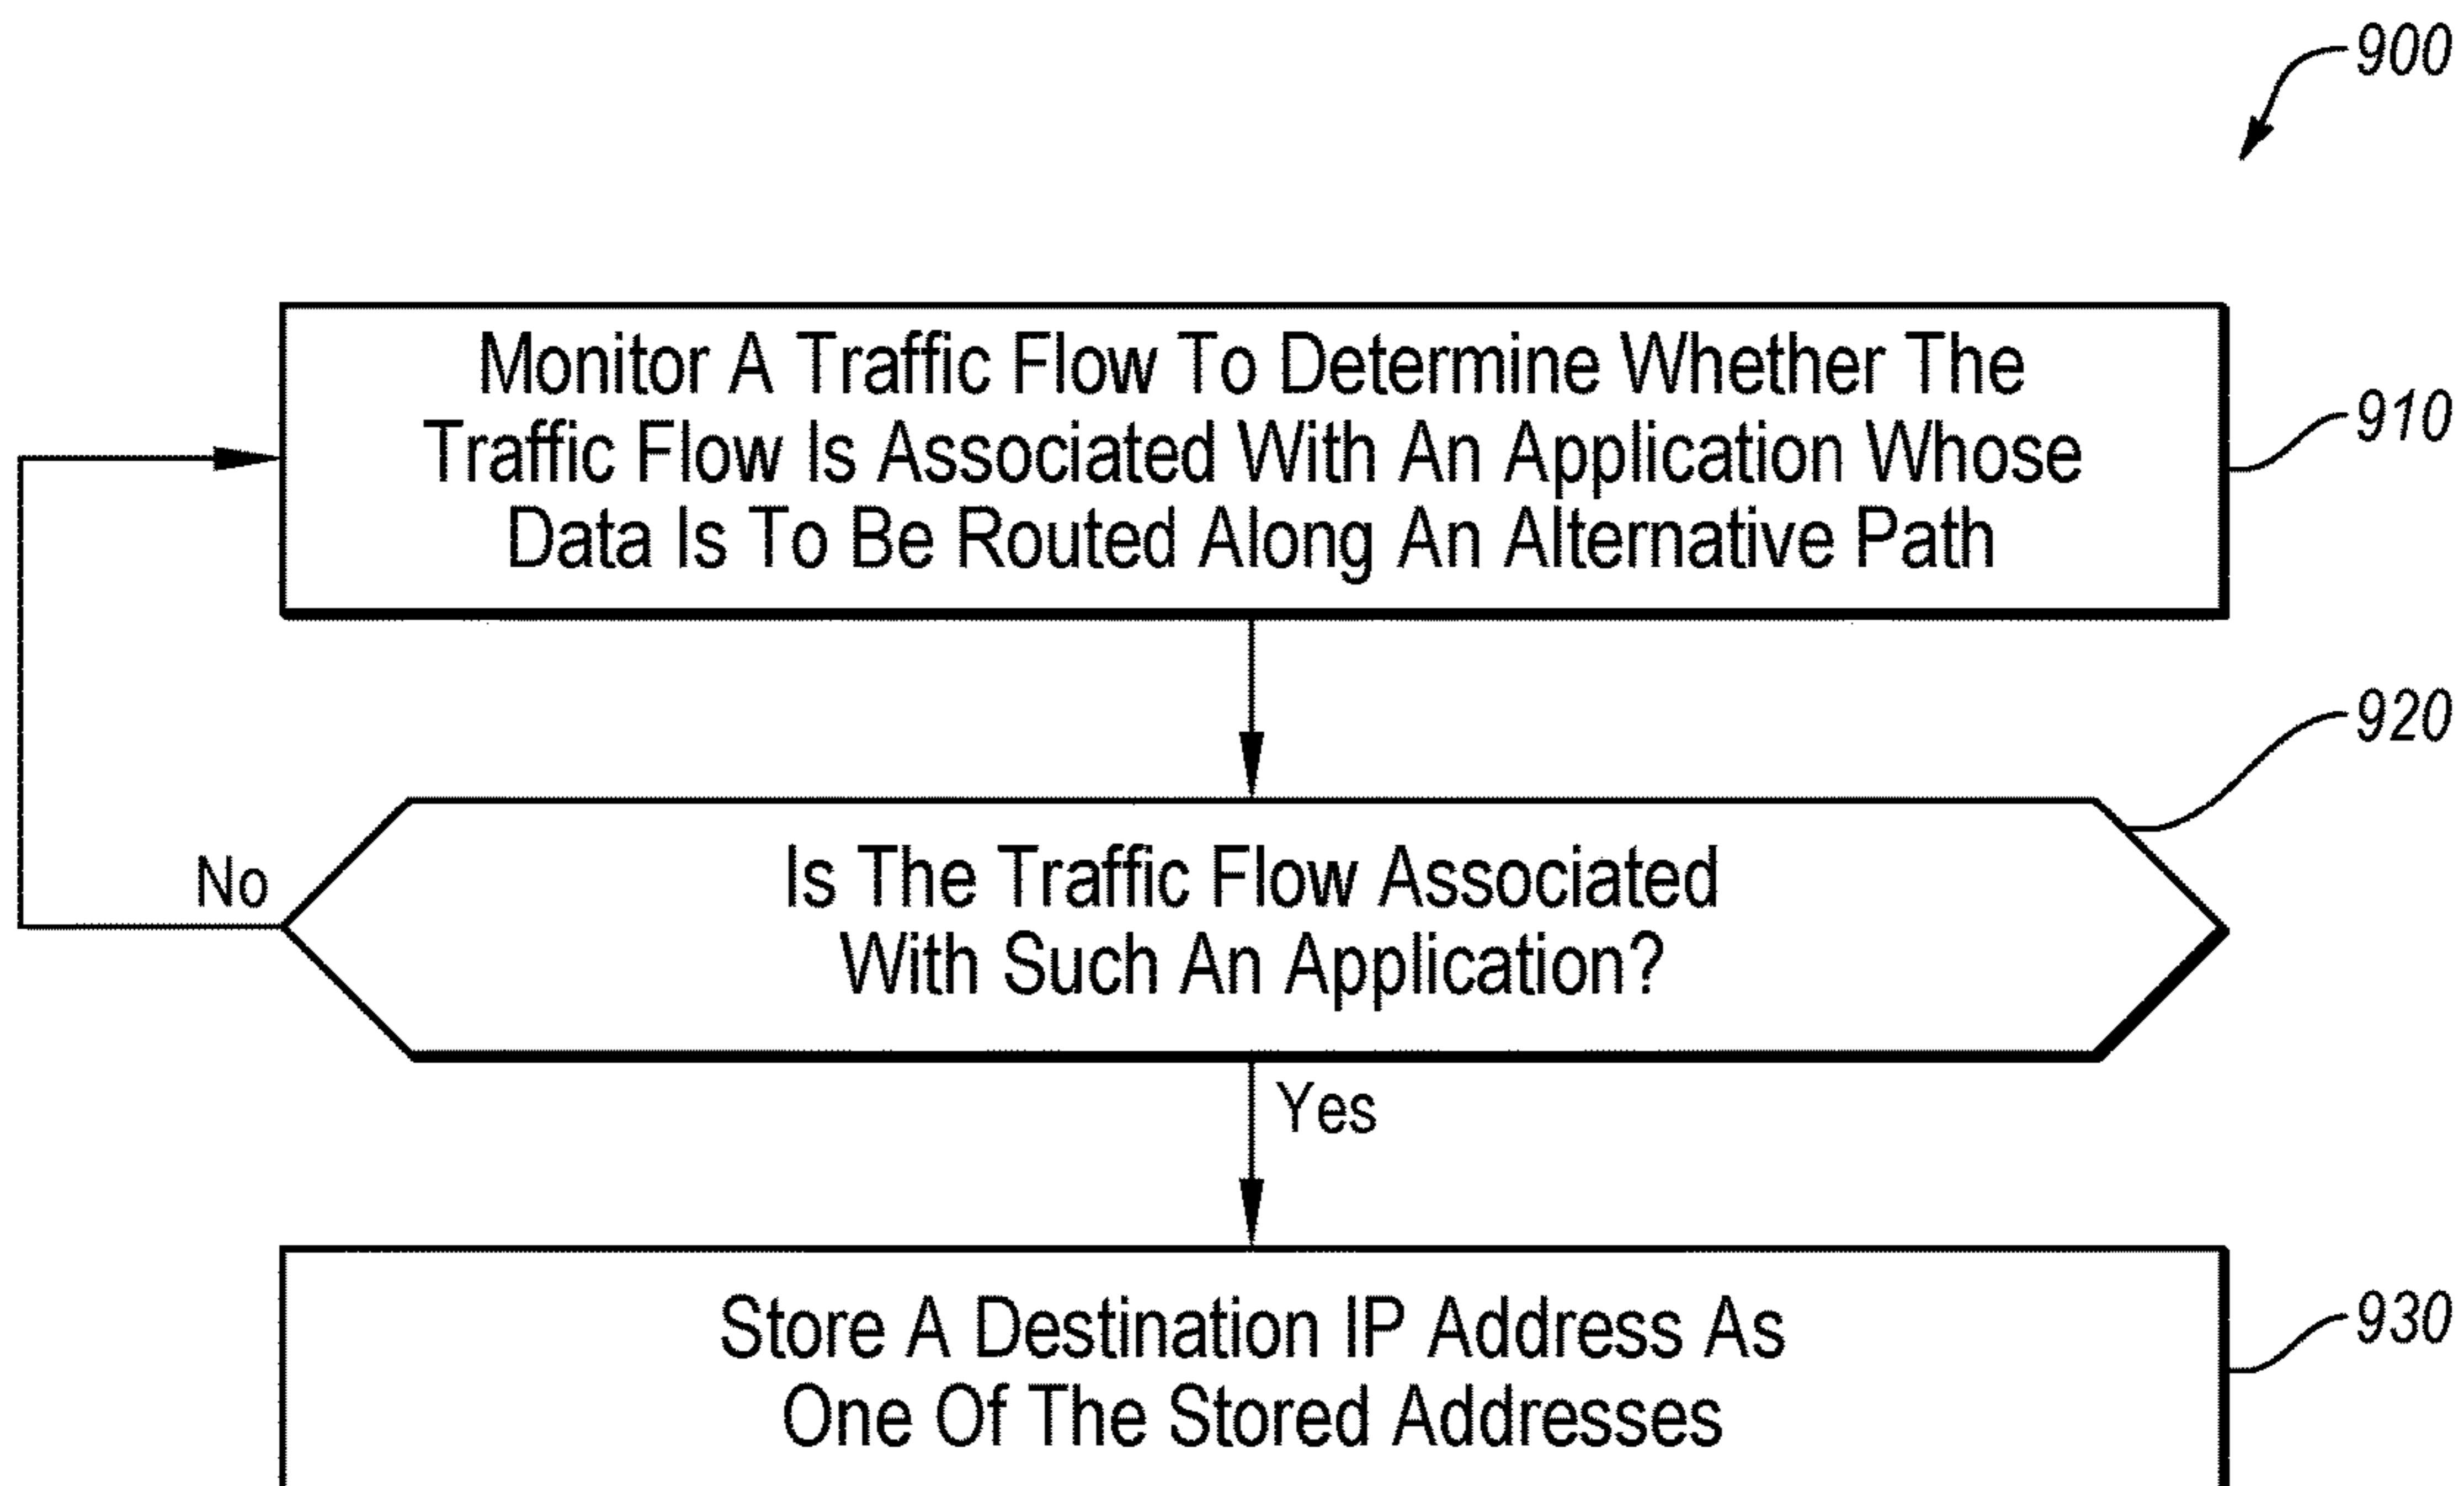 900
Monitor A Traffic Flow To Determine Whether The
Traffic Flow Is Associated With An Application Whose
Data Is To Be Routed Along An Alternative Path
910
920
Is The Traffic Flow Associated
With Such An Application?
No
Yes
Store A Destination IP Address As
One Of The Stored Addresses
930